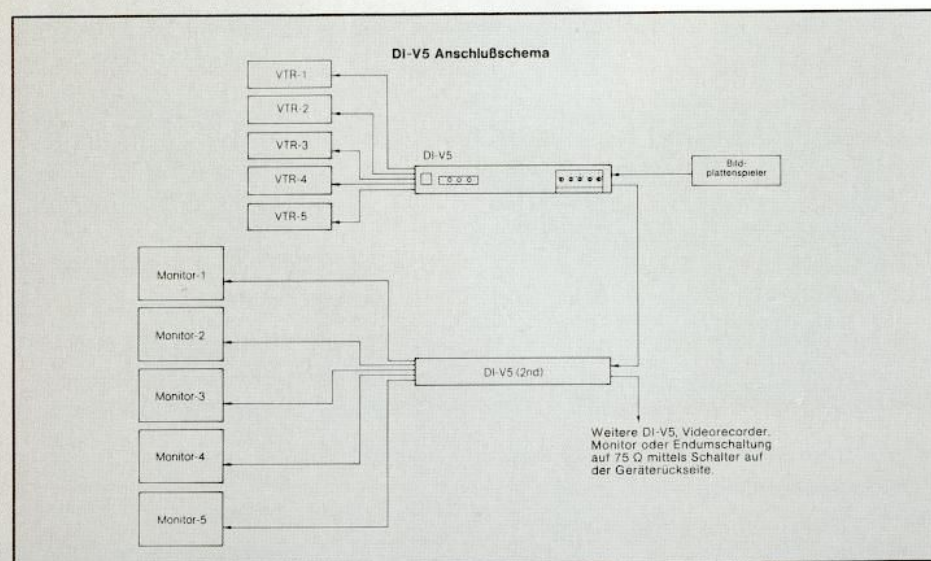 DI-V5 Anschlußschema
VTR-1
VTR-2
VTR-3
VTR-4
VTR-5
DI-V5
Bild-
plattenspieler
Monitor-1
Monitor-2
Monitor-3
Monitor-4
Monitor-5
DI-V5 (2nd)
Weitere DI-V5, Videorecorder,
Monitor oder Endumschaltung
auf 75 Ω mittels Schalter auf
der Geräterückseite.